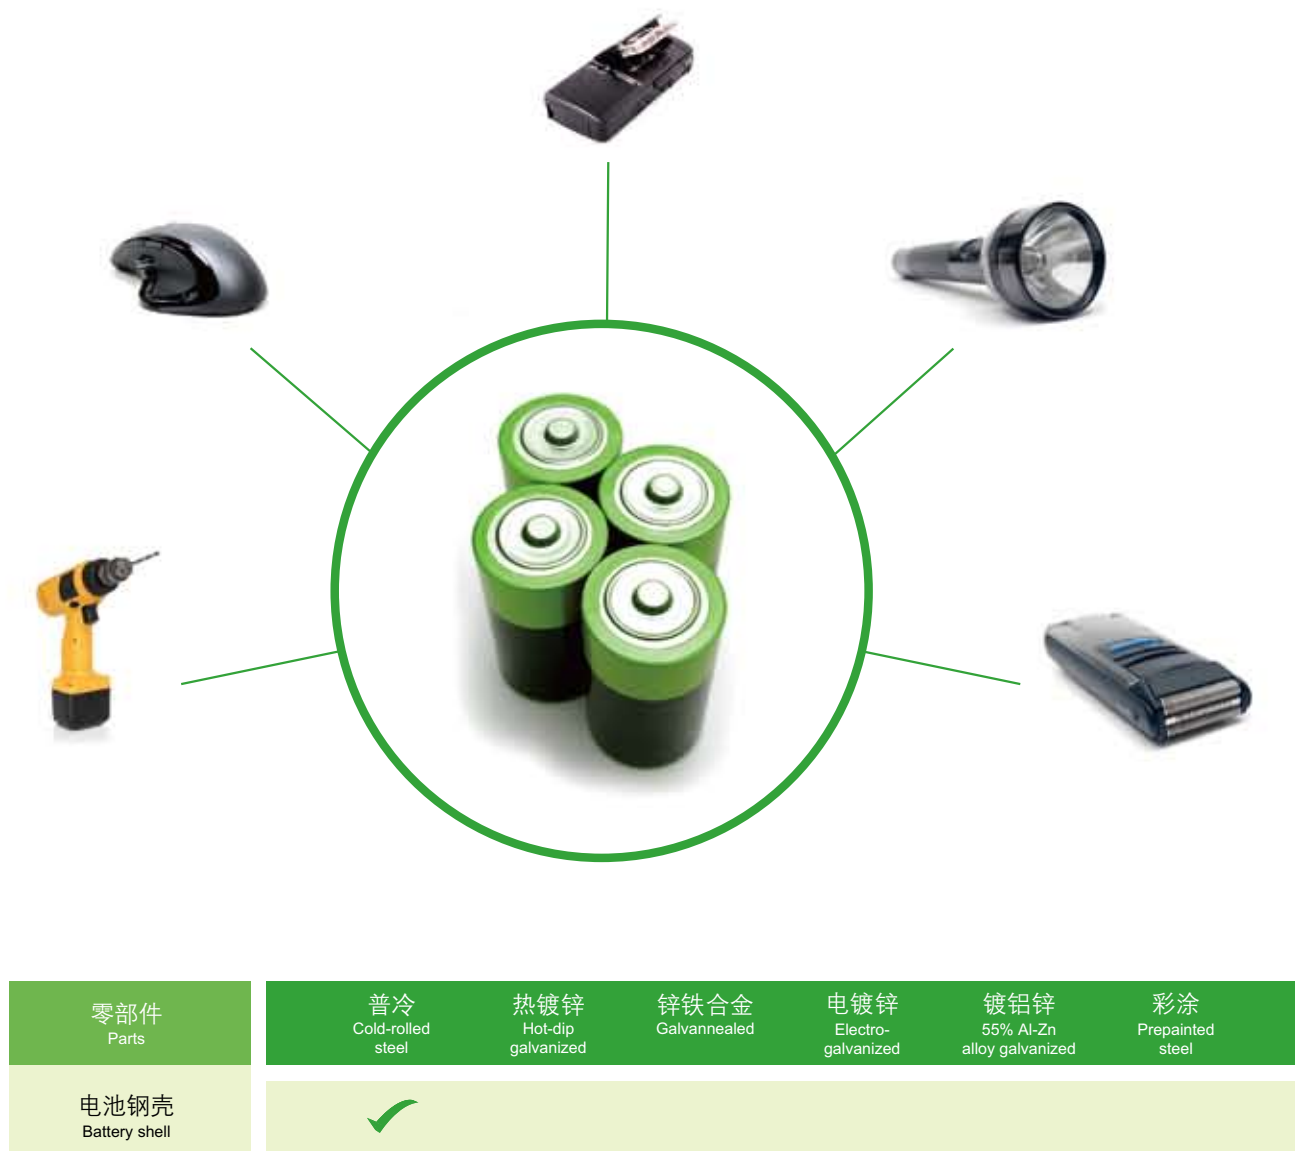 零部件
Parts
普冷
Cold-rolled
steel
热镀锌
Hot-dip
galvanized
锌铁合金
Galvannealed
电镀锌
Electro-
galvanized
镀铝锌
55% Al-Zn
alloy galvanized
彩涂
Prepainted
steel
电池钢壳
Battery shell